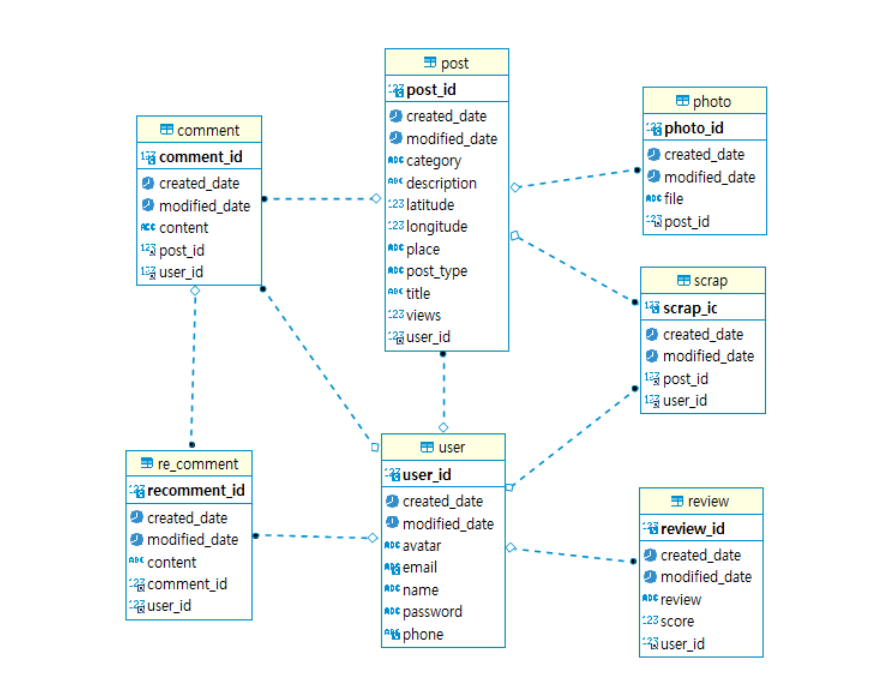 post
post_id
created_date
modified_date
category
description
latitude
longitude
place
post_type
title
views
user_id
photo
photo_id
created_date
modified_date
file
post_id
comment
comment_id
created_date
modified_date
content
post_id
user_id
scrap
scrap_ic
created_date
modified_date
post_id
user_id
user
user_id
created_date
modified_date
avatar
email
name
password
phone
re_comment
recomment_id
created_date
modified_date
content
comment_id
user_id
review
review_id
created_date
modified_date
review
score
user_id